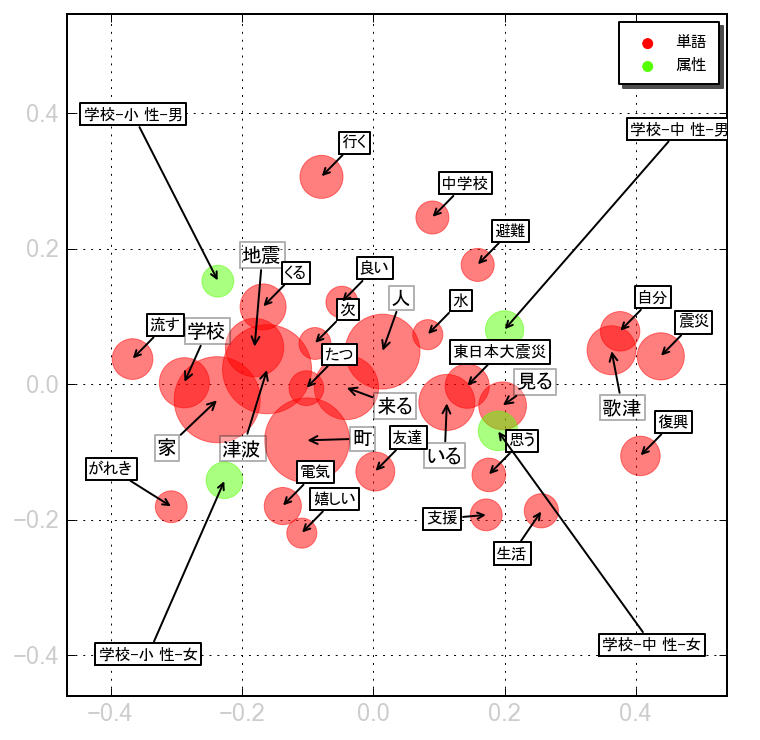 単語
属性
学校-小 性-男
学校-中 性-男
行く
中学校
避難
地震
くる
良い
人
水
次
自分
流す
学校
震災
たつ
東日本大震災
見る
来る
歌津
復興
家
津波
町
友達
いる
思う
がれき
電気
嬉しい
支援
生活
学校-小 性-女
学校-中 性-女
0.4
0.2
0.0
−0.2
−0.4
−0.4
−0.2
0.0
0.2
0.4